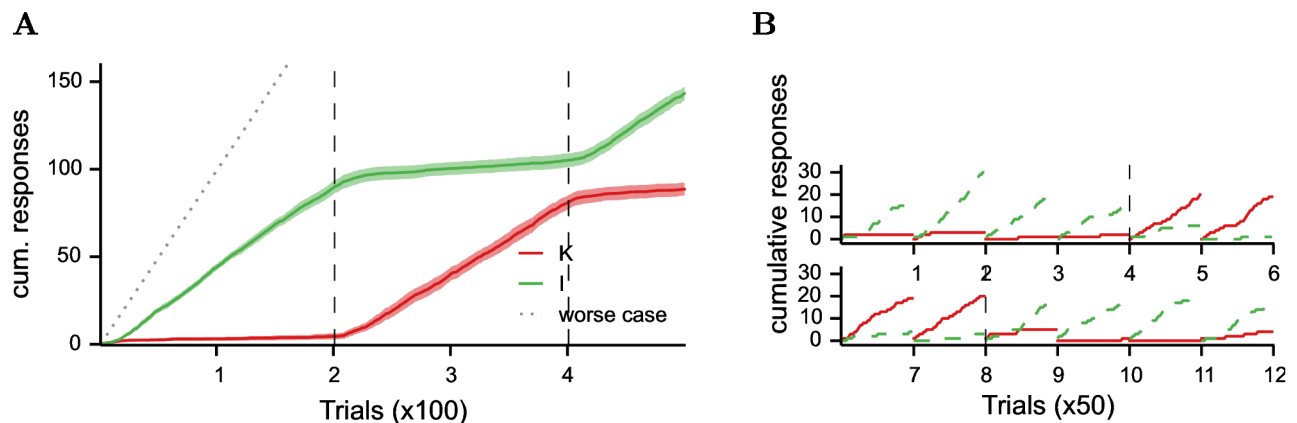 A
cum. responses
150
100
50
0
K
I
worse case
1 2 3 4
Trials (x100)
B
cumulative responses
30
20
10
0
1 2 3 4 5 6
30
20
10
0
7 8 9 10 11 12
Trials (x50)